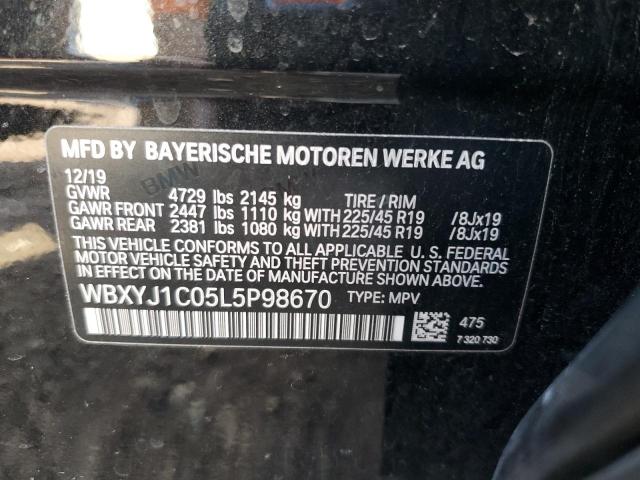 MFD BY BAYERISCHE MOTOREN WERKE AG
12/19
GVWR 4729 lbs 2145 kg TIRE / RIM
GAWR FRONT 2447 lbs 1110 kg WITH 225/45 R19 /8Jx19
GAWR REAR 2381 lbs 1080 kg WITH 225/45 R19 /8Jx19
THIS VEHICLE CONFORMS TO ALL APPLICABLE U. S. FEDERAL
MOTOR VEHICLE SAFETY AND THEFT PREVENTION STANDARDS
IN EFFECT ON THE DATE OF MANUFACTURE SHOWN ABOVE.
WBXYJ1C05L5P98670 TYPE: MPV
475
7 320 730